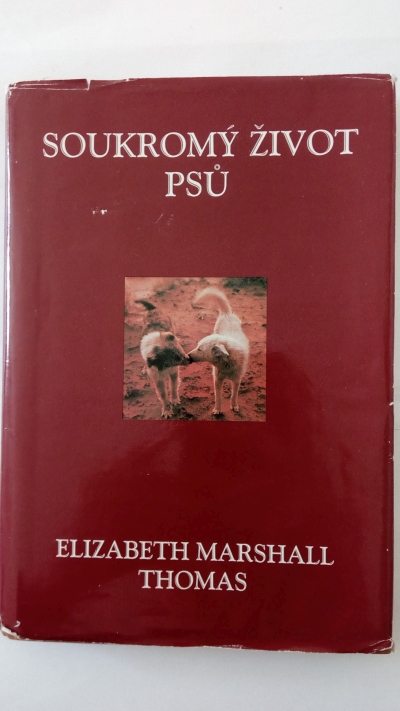 SOUKROMÝ ŽIVOT
PSŮ
ELIZABETH MARSHALL
THOMAS